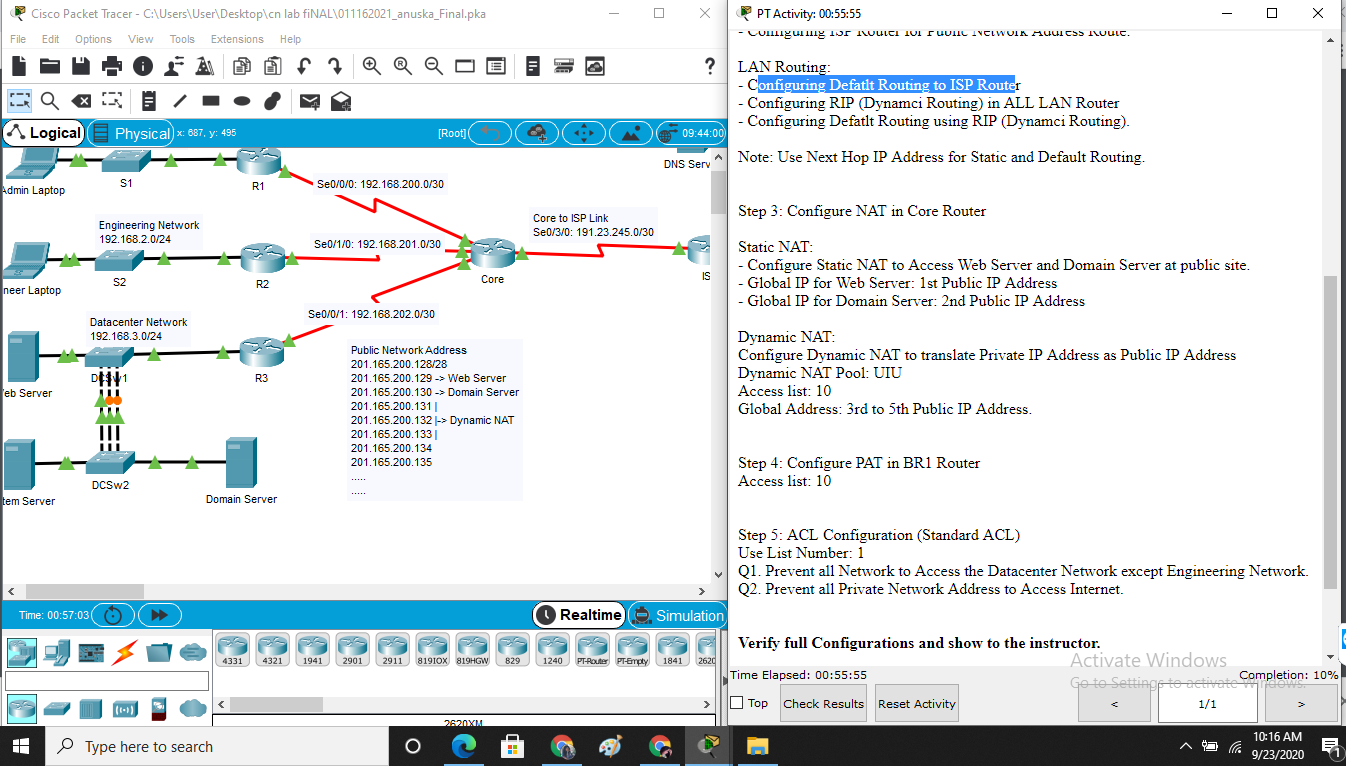 Cisco Packet Tracer - C:\Users\User\Desktop\cn lab fiNAL\011162021_anuska_Final.pka
File Edit Options View Tools Extensions Help
?
Logical Physical x: 687, y: 495 [Root] 09:44:00
DNS Serv
Admin Laptop
S1
R1
Se0/0/0: 192.168.200.0/30
Engineering Network
192.168.2.0/24
Se0/1/0: 192.168.201.0/30
Core to ISP Link
Se0/3/0: 191.23.245.0/30
neer Laptop
S2
R2
Core
IS
Se0/0/1: 192.168.202.0/30
Datacenter Network
192.168.3.0/24
eb Server
DCSw1
R3
Public Network Address
201.165.200.128/28
201.165.200.129 -> Web Server
201.165.200.130 -> Domain Server
201.165.200.131 |
201.165.200.132 |-> Dynamic NAT
201.165.200.133 |
201.165.200.134
201.165.200.135
.....
.....
tem Server
DCSw2
Domain Server
Time: 00:57:03
Realtime Simulation
4331 4321 1941 2901 2911 819IOX 819HGW 829 1240 PT-Router PT-Empty 1841 2620
2620XM
PT Activity: 00:55:55
- Configuring ISP Router for Public Network Address Route.
LAN Routing:
- Configuring Defatlt Routing to ISP Router
- Configuring RIP (Dynamci Routing) in ALL LAN Router
- Configuring Defatlt Routing using RIP (Dynamci Routing).
Note: Use Next Hop IP Address for Static and Default Routing.
Step 3: Configure NAT in Core Router
Static NAT:
- Configure Static NAT to Access Web Server and Domain Server at public site.
- Global IP for Web Server: 1st Public IP Address
- Global IP for Domain Server: 2nd Public IP Address
Dynamic NAT:
Configure Dynamic NAT to translate Private IP Address as Public IP Address
Dynamic NAT Pool: UIU
Access list: 10
Global Address: 3rd to 5th Public IP Address.
Step 4: Configure PAT in BR1 Router
Access list: 10
Step 5: ACL Configuration (Standard ACL)
Use List Number: 1
Q1. Prevent all Network to Access the Datacenter Network except Engineering Network.
Q2. Prevent all Private Network Address to Access Internet.
Verify full Configurations and show to the instructor.
Activate Windows
Go to Settings to activate Windows.
Time Elapsed: 00:55:55
Completion: 10%
Top Check Results Reset Activity < 1/1 >
Type here to search
10:16 AM
9/23/2020
1